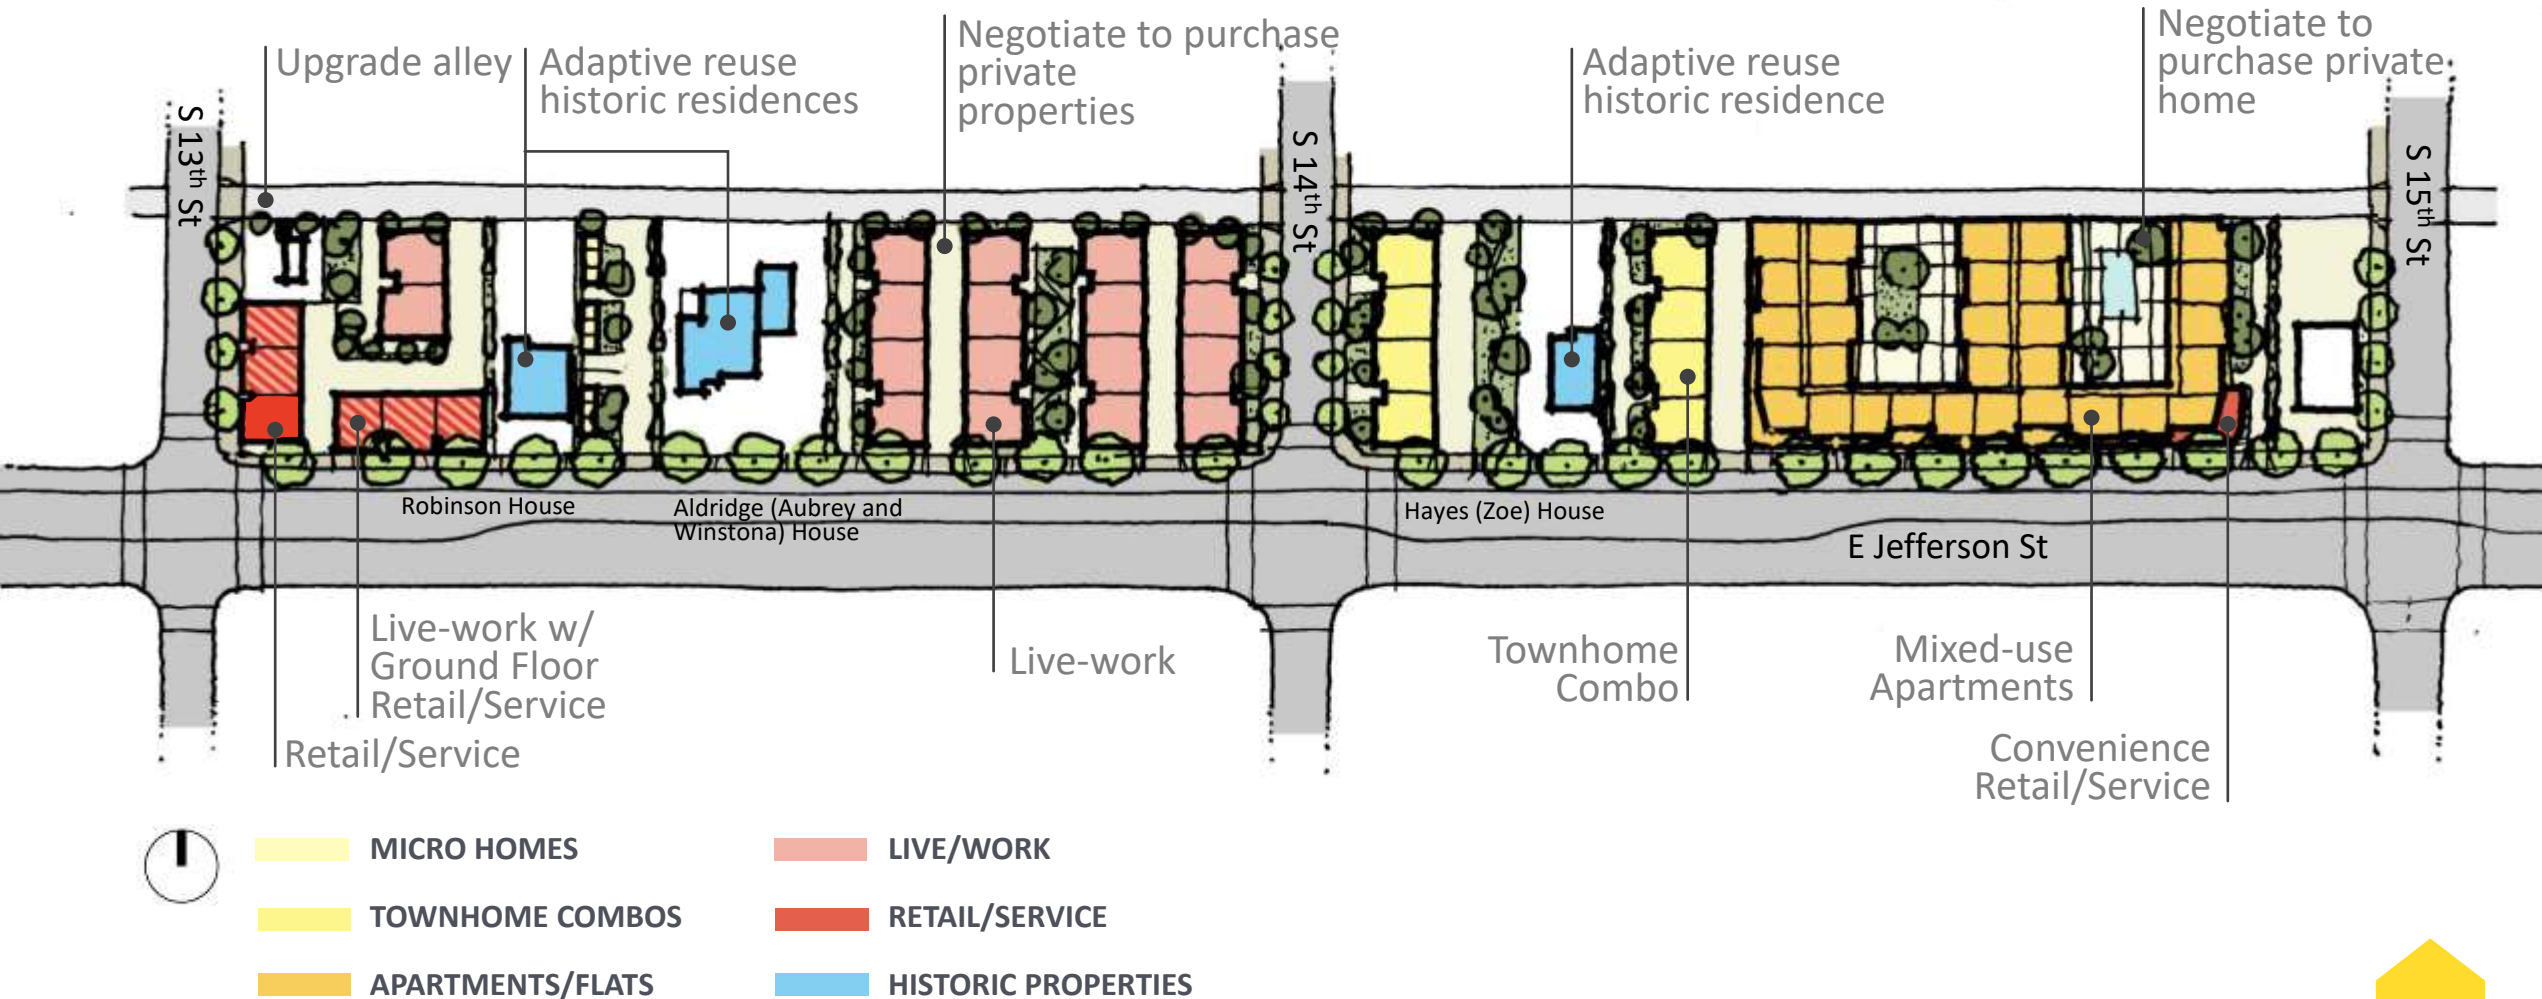 Upgrade alley
Adaptive reuse
historic residences
Negotiate to purchase
private
properties
Adaptive reuse
historic residence
Negotiate to
purchase private
home
S 13th St
S 14th St
S 15th St
Robinson House
Aldridge (Aubrey and
Winstona) House
Hayes (Zoe) House
E Jefferson St
Live-work w/
Ground Floor
Retail/Service
Retail/Service
Live-work
Townhome
Combo
Mixed-use
Apartments
Convenience
Retail/Service
MICRO HOMES
TOWNHOME COMBOS
APARTMENTS/FLATS
LIVE/WORK
RETAIL/SERVICE
HISTORIC PROPERTIES